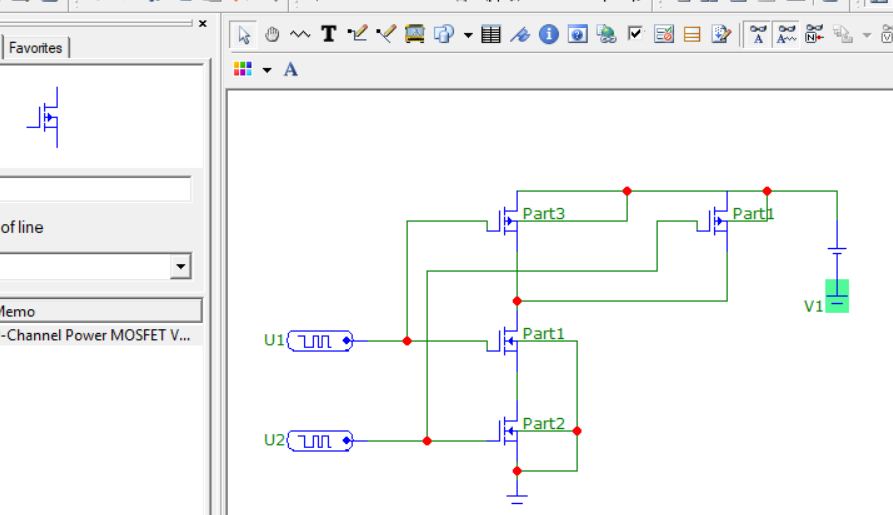 Favorites
of line
Memo
-Channel Power MOSFET V...
T
A
Part3
Part1
V1
U1
Part1
U2
Part2